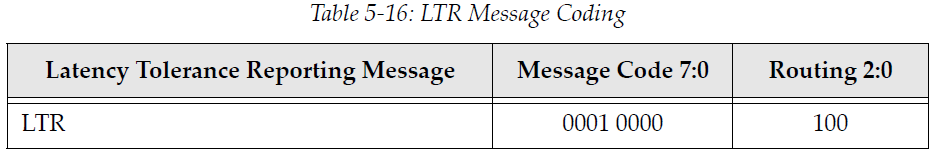 Table 5-16: LTR Message Coding
Latency Tolerance Reporting Message Message Code 7:0 Routing 2:0
LTR 0001 0000 100